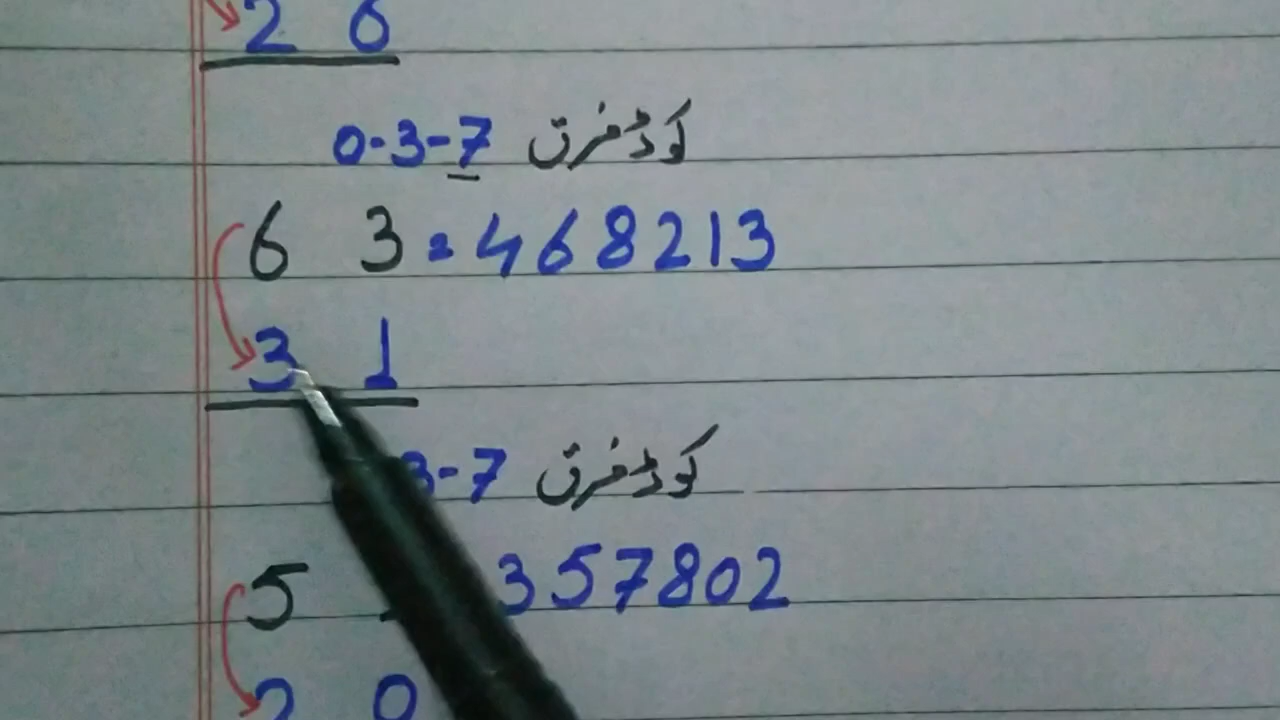 2 6
0-3-7 کوڈ فرق
6 3 = 468213
3 1
3-7 کوڈ فرق
5 357802
2 0